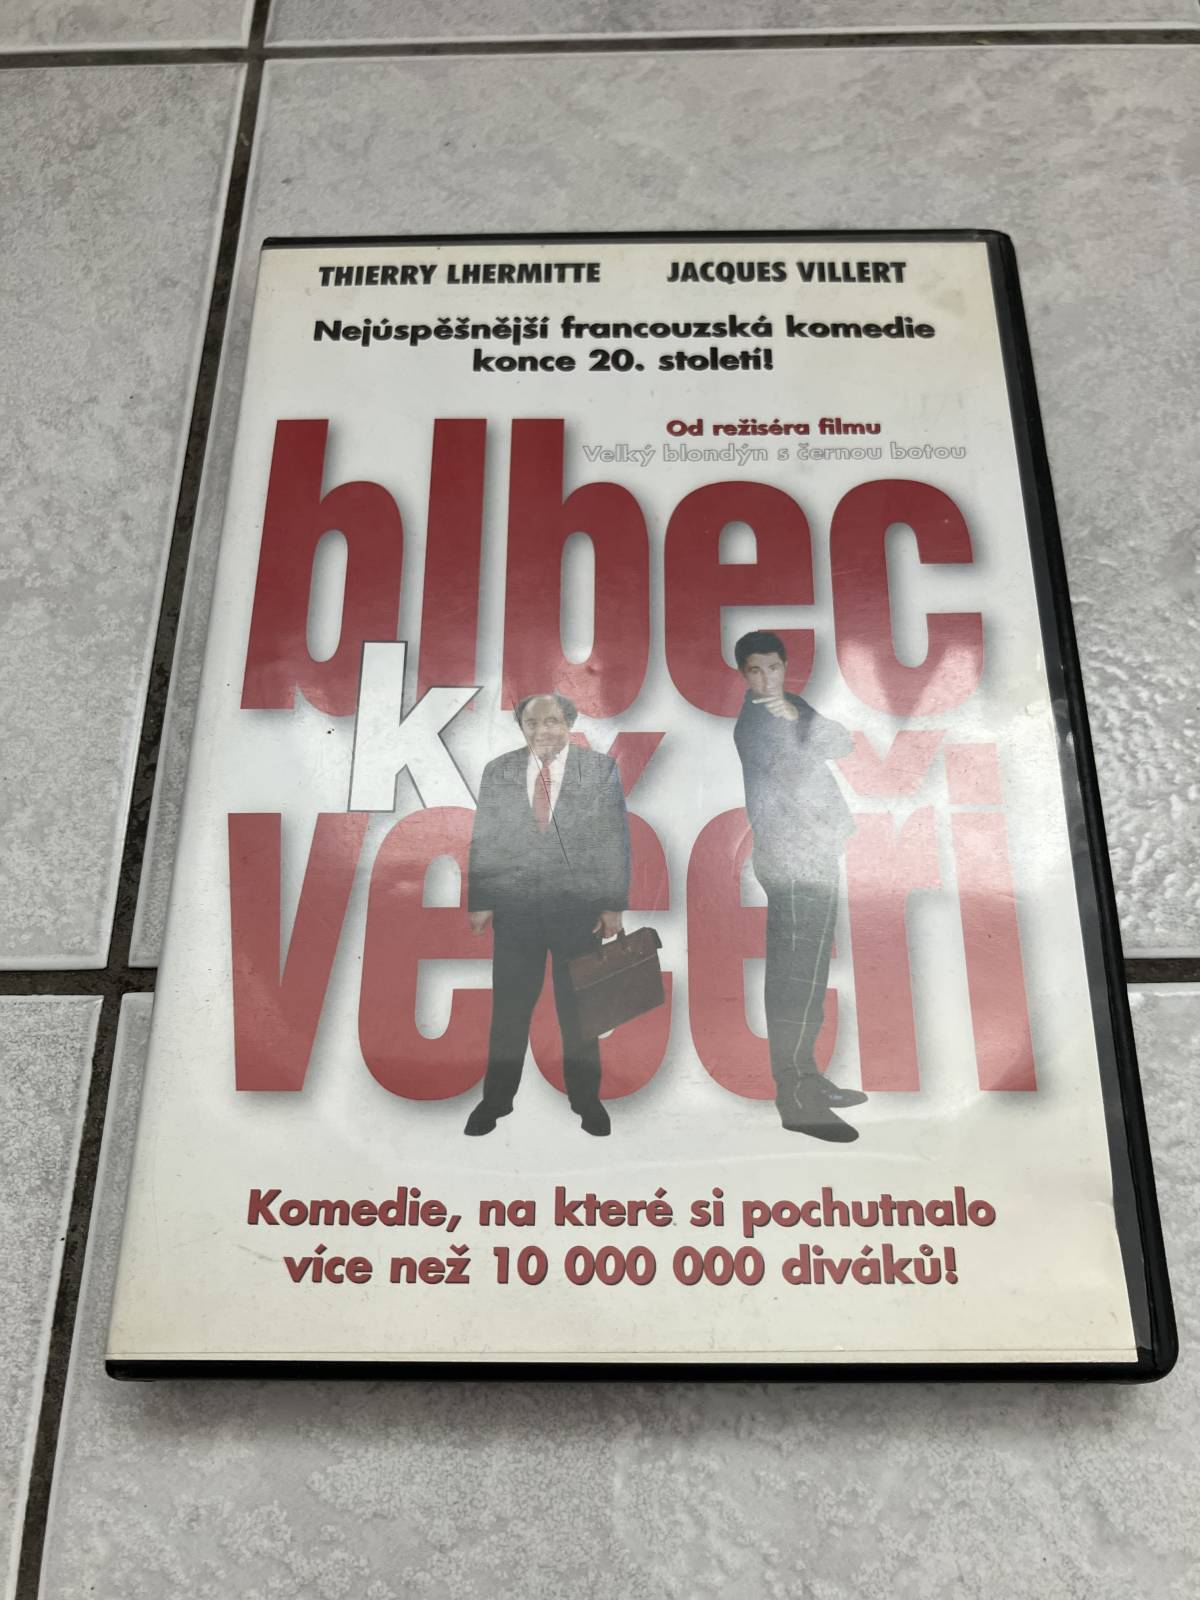 THIERRY LHERMITTE JACQUES VILLERT
Nejúspěšnější francouzská komedie
konce 20. století!
Od režiséra filmu
Velký blondýn s černou botou
blbec
k
večeři
Komedie, na které si pochutnalo
více než 10 000 000 diváků!